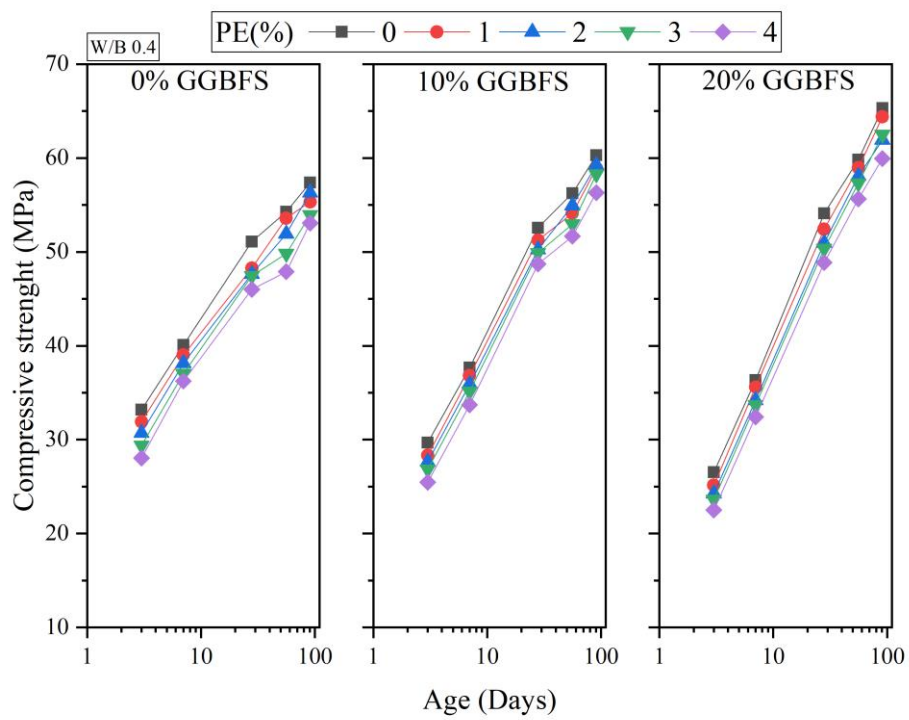 PE(%) 0 1 2 3 4
W/B 0.4
0% GGBFS 10% GGBFS 20% GGBFS
70
60
50
40
30
20
10
1 10 100 1 10 100 1 10 100
Compressive strenght (MPa)
Age (Days)